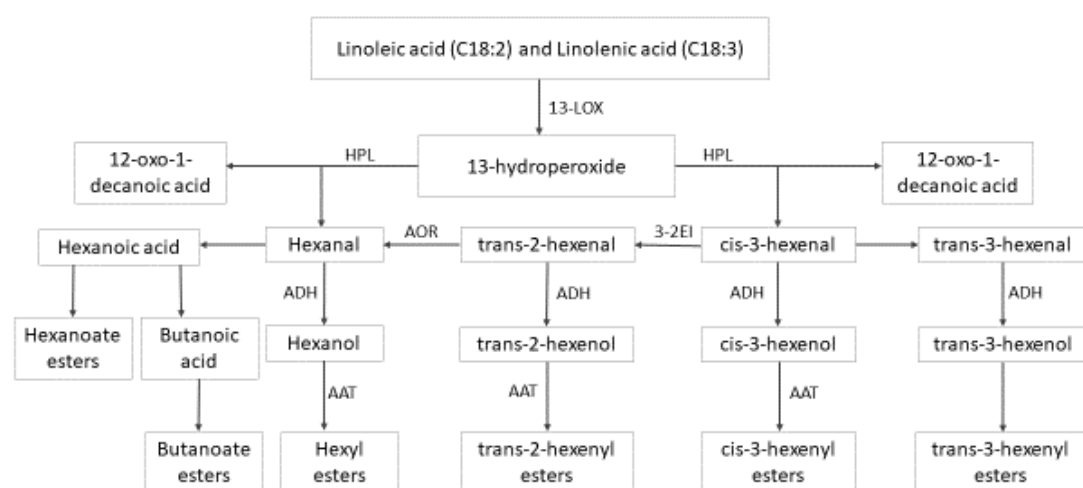 Linoleic acid (C18:2) and Linolenic acid (C18:3)
13-LOX
12-oxo-1-
decanoic acid
HPL
13-hydroperoxide
HPL
12-oxo-1-
decanoic acid
Hexanoic acid
Hexanal
AOR
trans-2-hexenal
3-2EI
cis-3-hexenal
trans-3-hexenal
ADH
ADH
ADH
ADH
Hexanoate
esters
Butanoic
acid
Hexanol
trans-2-hexenol
cis-3-hexenol
trans-3-hexenol
AAT
AAT
AAT
Butanoate
esters
Hexyl
esters
trans-2-hexenyl
esters
cis-3-hexenyl
esters
trans-3-hexenyl
esters